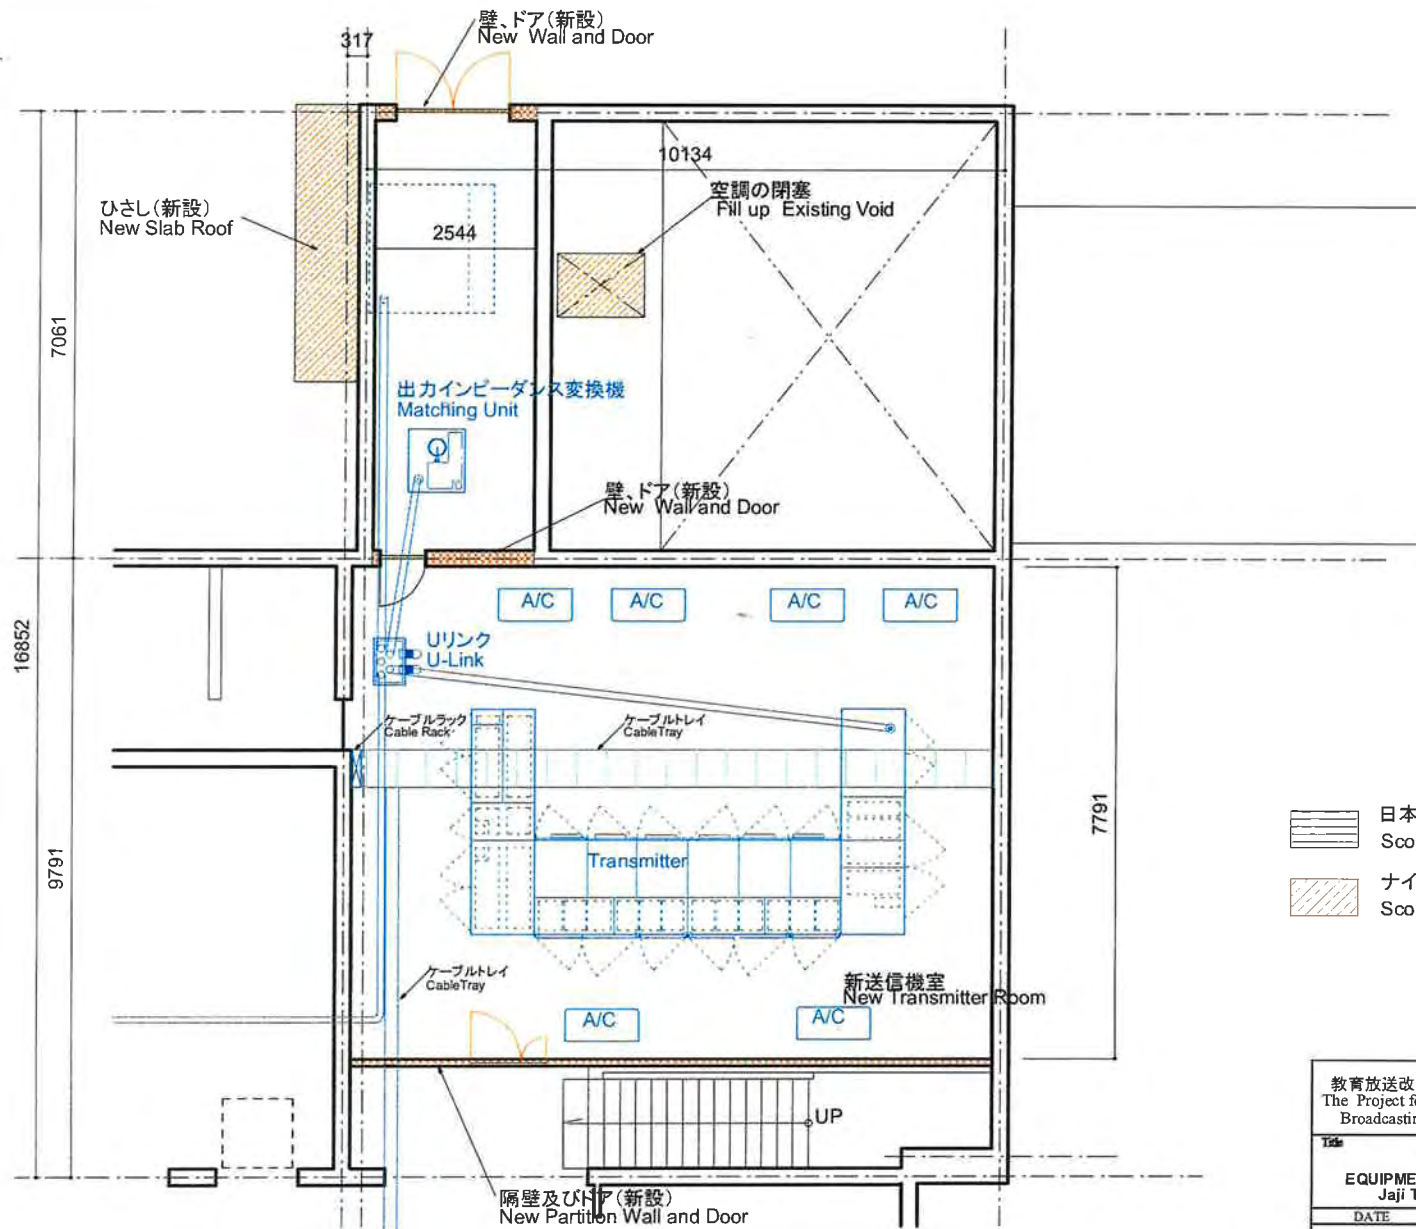 壁、ドア(新設)
New Wall and Door
317
10134
空調の閉塞
Fill up Existing Void
ひさし(新設)
New Slab Roof
2544
7061
出力インピーダンス変換機
Matching Unit
壁、ドア(新設)
New Wall and Door
A/C
A/C
A/C
A/C
Uリンク
U-Link
16852
ケーブルラック
Cable Rack
ケーブルトレイ
CableTray
7791
日本
Sco
Transmitter
9791
ナイ
Sco
ケーブルトレイ
CableTray
新送信機室
New Transmitter Room
A/C
A/C
UP
教育放送改
The Project fo
Broadcastin
Title
EQUIPME
Jaji T
DATE
隔壁及びドア(新設)
New Partition Wall and Door